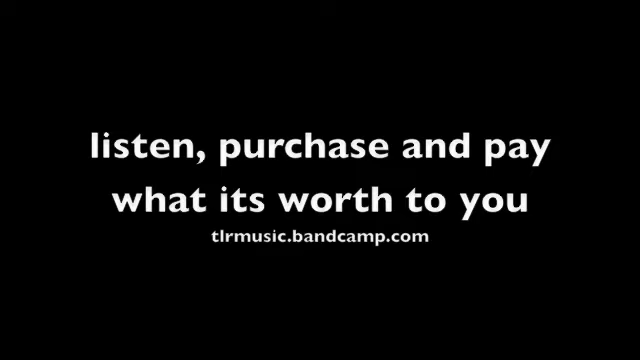 listen, purchase and pay
what its worth to you
tlrmusic.bandcamp.com